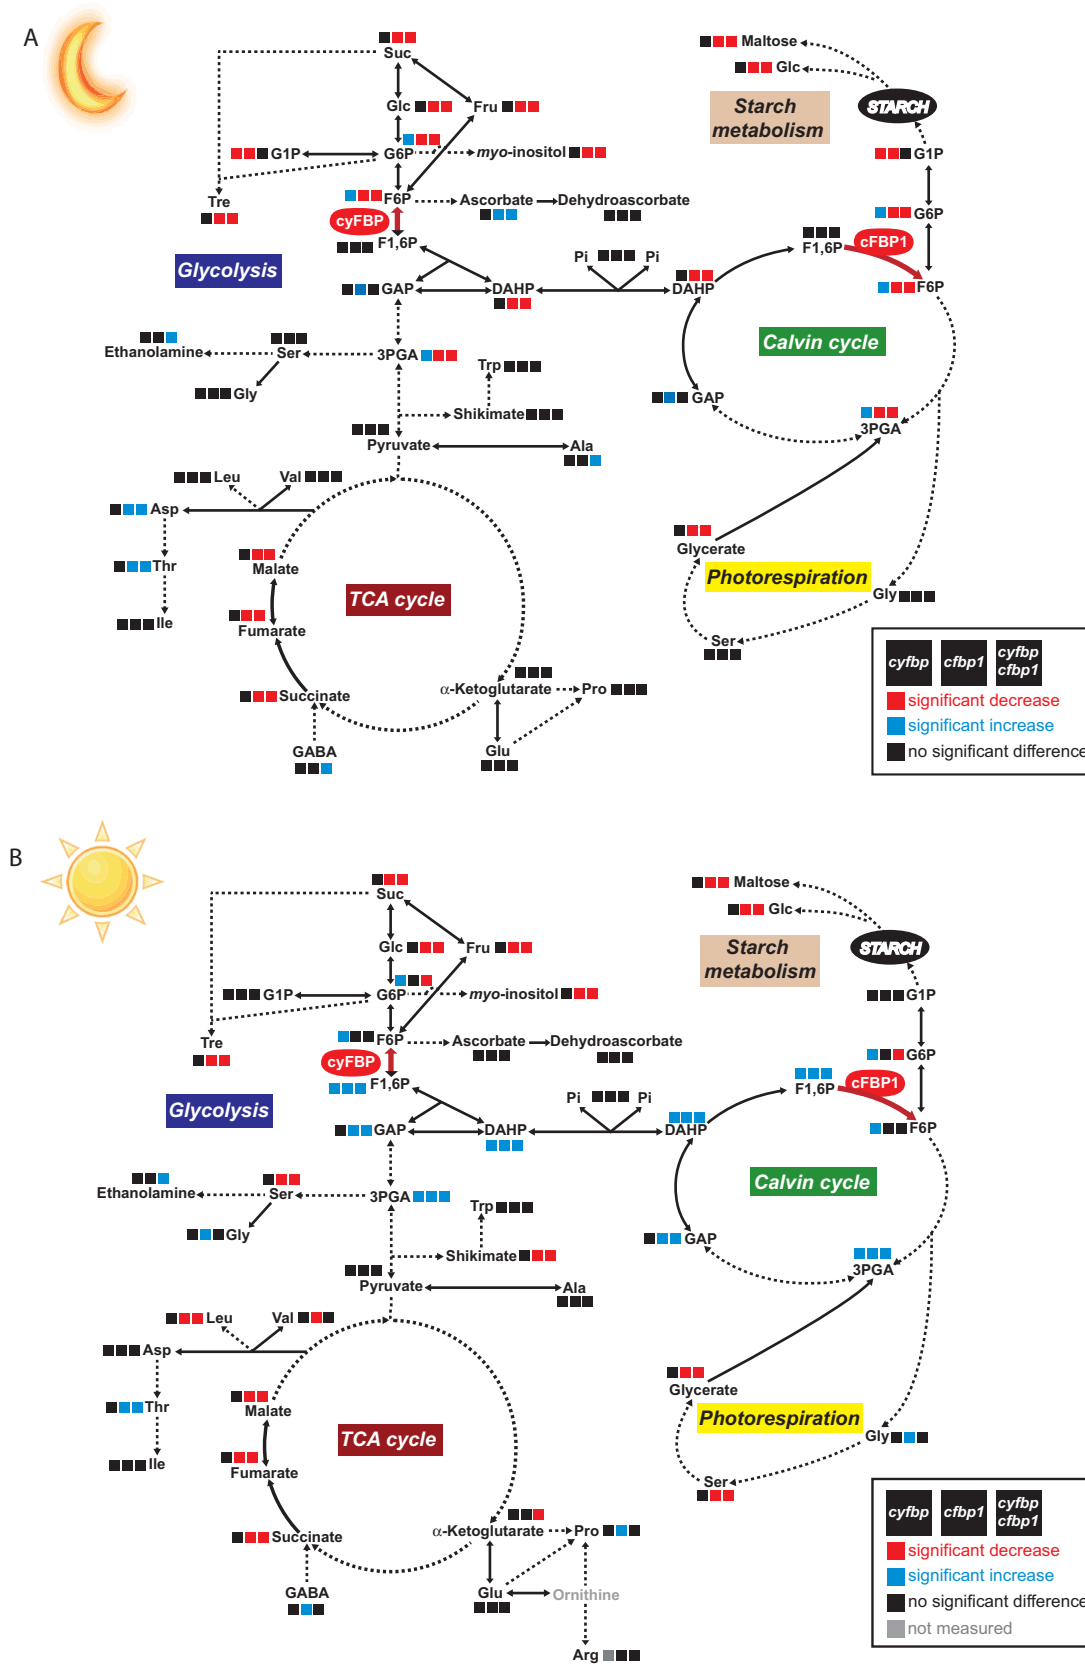 A
Suc
Glc
Fru
G1P
G6P
myo-inositol
Tre
F6P
Ascorbate
Dehydroascorbate
cyFBP
F1,6P
Glycolysis
GAP
DAHP
Pi
Pi
DAHP
Ethanolamine
Ser
3PGA
Trp
Gly
Shikimate
Pyruvate
Ala
Leu
Val
Asp
Thr
Malate
TCA cycle
Ile
Fumarate
Succinate
α-Ketoglutarate
Pro
GABA
Glu
Maltose
Glc
Starch
metabolism
STARCH
G1P
G6P
F1,6P
cFBP1
F6P
Calvin cycle
GAP
3PGA
Glycerate
Photorespiration
Gly
Ser
cyfbp
cfbp1
cyfbp
cfbp1
significant decrease
significant increase
no significant difference
B
Suc
Glc
Fru
G1P
G6P
myo-inositol
Tre
F6P
Ascorbate
Dehydroascorbate
cyFBP
F1,6P
Glycolysis
GAP
DAHP
Pi
Pi
DAHP
Ethanolamine
Ser
3PGA
Trp
Gly
Shikimate
Pyruvate
Ala
Leu
Val
Asp
Thr
Malate
TCA cycle
Ile
Fumarate
Succinate
α-Ketoglutarate
Pro
GABA
Glu
Ornithine
Arg
Maltose
Glc
Starch
metabolism
STARCH
G1P
G6P
F1,6P
cFBP1
F6P
Calvin cycle
GAP
3PGA
Glycerate
Photorespiration
Gly
Ser
cyfbp
cfbp1
cyfbp
cfbp1
significant decrease
significant increase
no significant difference
not measured